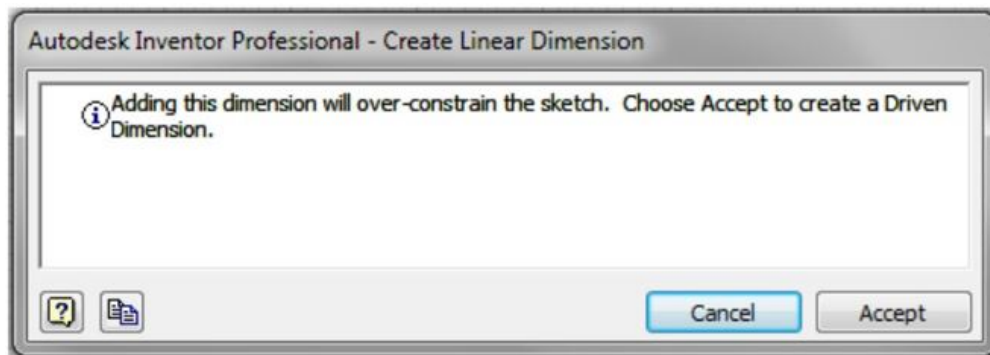 Autodesk Inventor Professional - Create Linear Dimension
Adding this dimension will over-constrain the sketch.  Choose Accept to create a Driven
Dimension.
Cancel Accept